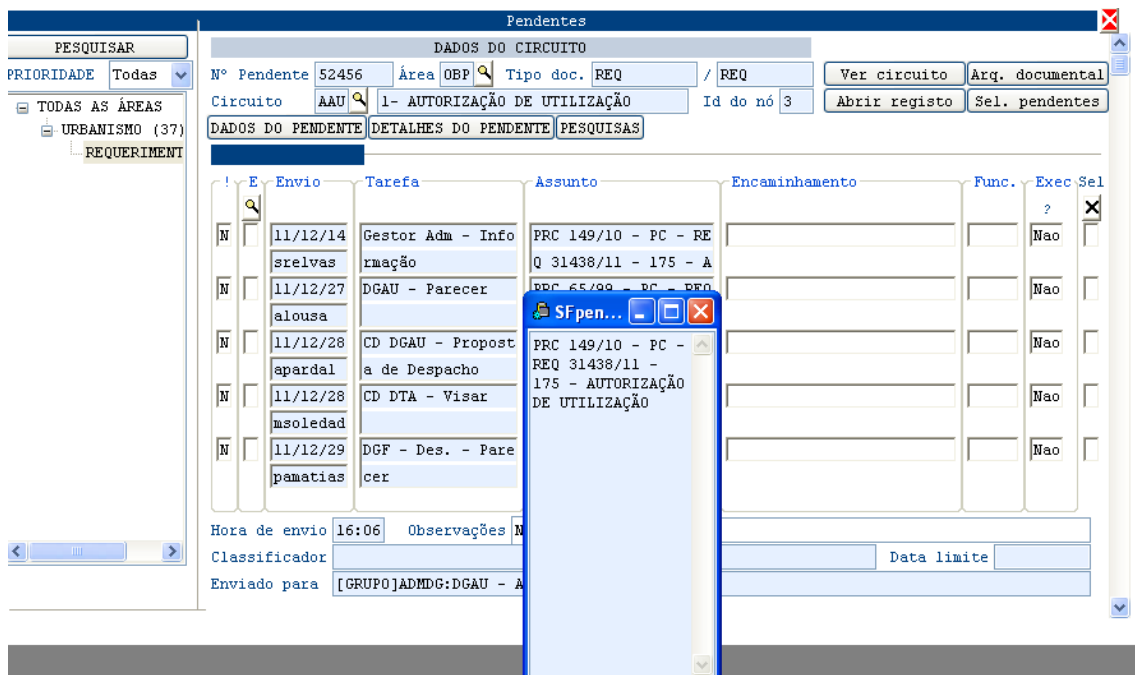 Pendentes
PESQUISAR
PRIORIDADE Todas
TODAS AS ÁREAS
URBANISMO (37)
REQUERIMENT
DADOS DO CIRCUITO
Nº Pendente 52456 Área OBP Tipo doc. REQ / REQ Ver circuito Arq. documental
Circuito AAU 1- AUTORIZAÇÃO DE UTILIZAÇÃO Id do nó 3 Abrir registo Sel. pendentes
DADOS DO PENDENTE DETALHES DO PENDENTE PESQUISAS
! E Envio Tarefa Assunto Encaminhamento Func. Exec Sel
?
N 11/12/14 Gestor Adm - Info PRC 149/10 - PC - RE Nao
srelvas rmação Q 31438/11 - 175 - A
N 11/12/27 DGAU - Parecer PRC 65/99 - PC - REQ Nao
alousa
N 11/12/28 CD DGAU - Propost Nao
apardal a de Despacho
N 11/12/28 CD DTA - Visar Nao
msoledad
N 11/12/29 DGF - Des. - Pare Nao
pamatias cer
SFpen...
PRC 149/10 - PC -
REQ 31438/11 -
175 - AUTORIZAÇÃO
DE UTILIZAÇÃO
Hora de envio 16:06 Observações N
Classificador Data limite
Enviado para [GRUPO]ADMDG:DGAU - A